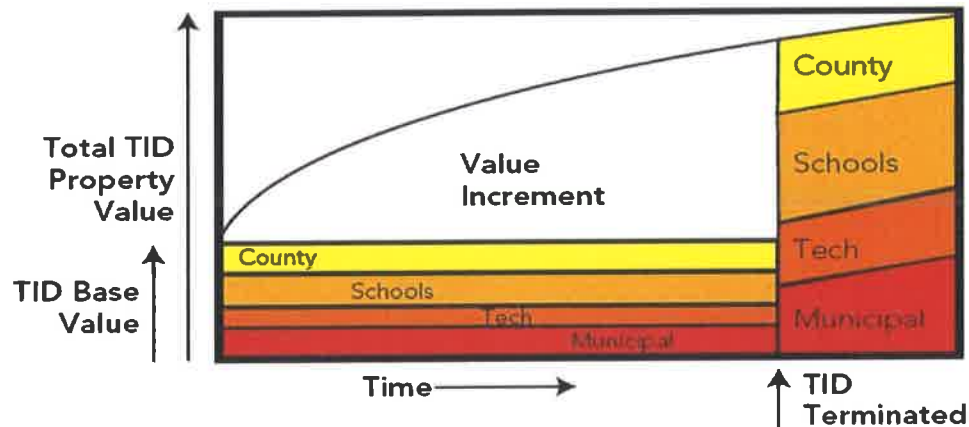 Total TID
Property
Value
TID Base
Value
Value
Increment
County
Schools
Tech
Municipal
County
Schools
Tech
Municipal
Time
TID
Terminated